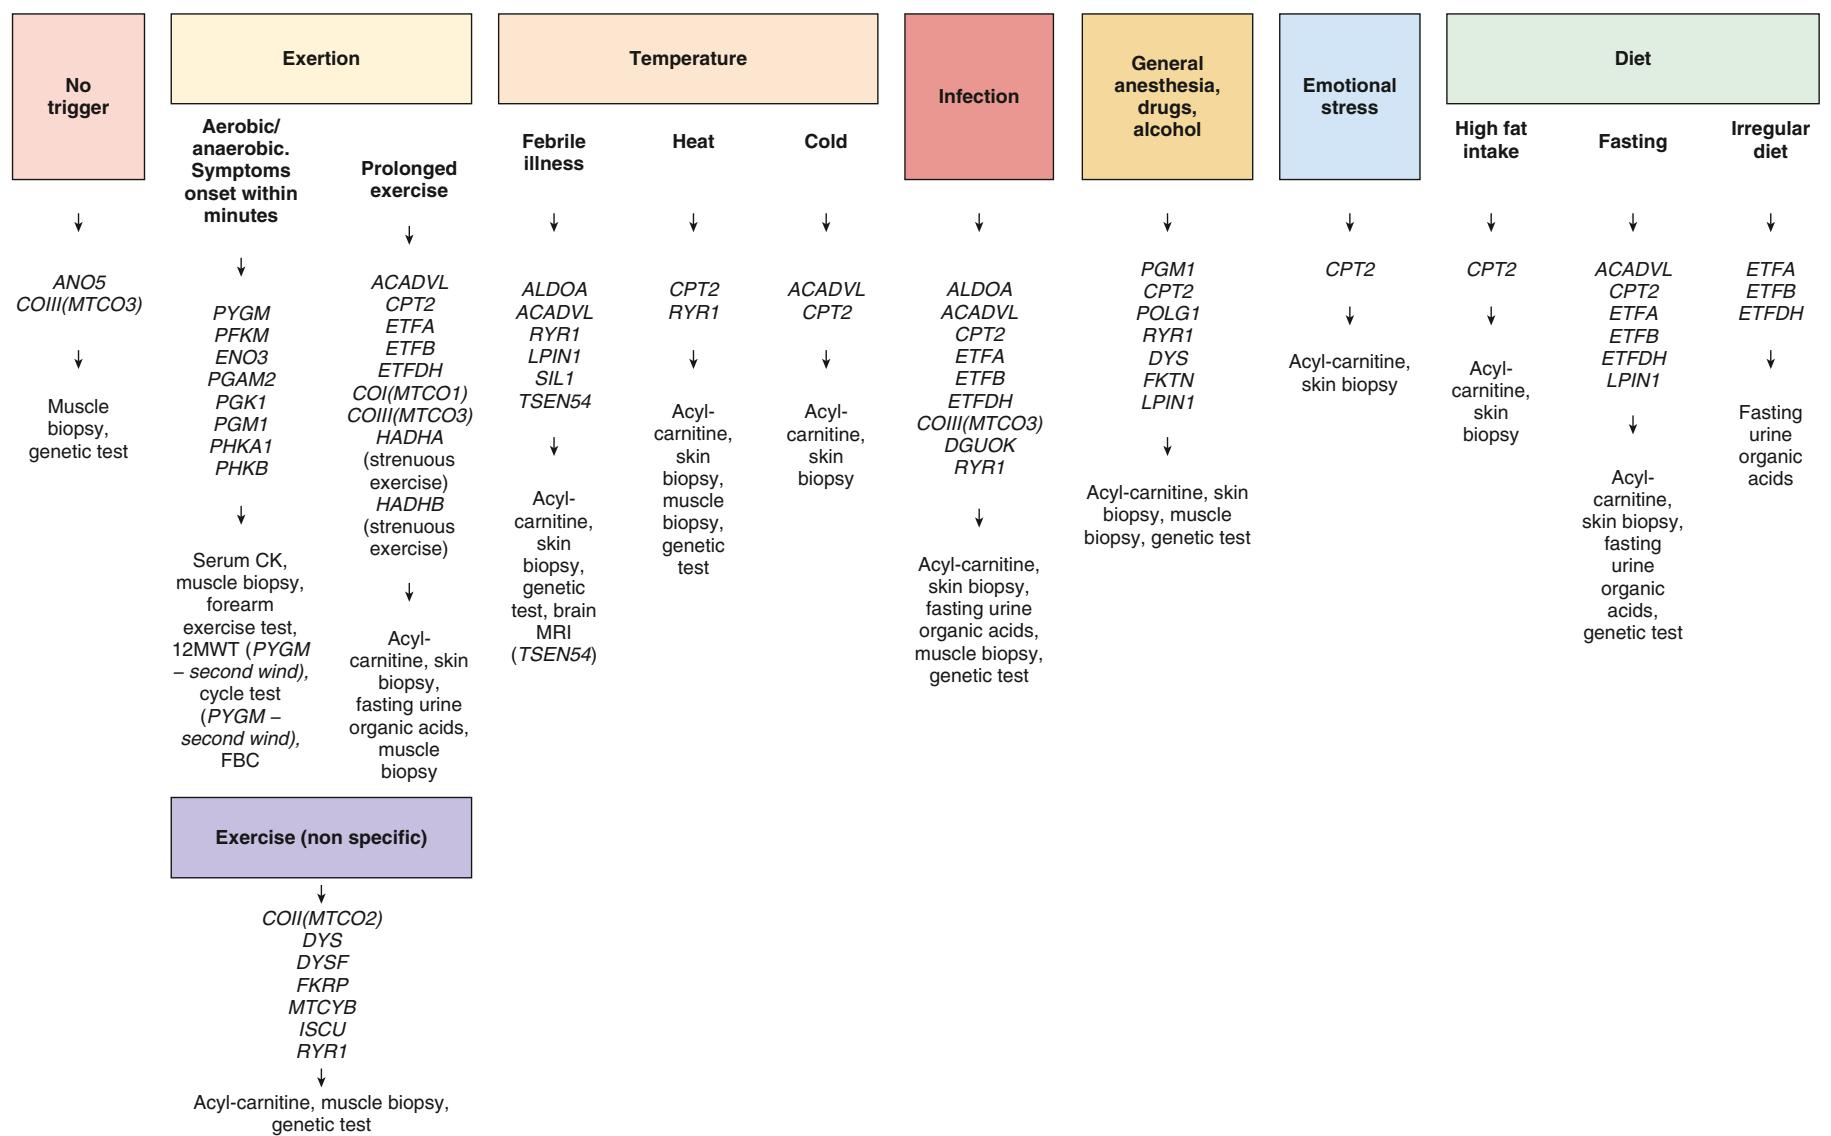 No
trigger
ANO5
COIII(MTCO3)
Muscle
biopsy,
genetic test
Exertion
Aerobic/
anaerobic.
Symptoms
onset within
minutes
PYGM
PFKM
ENO3
PGAM2
PGK1
PGM1
PHKA1
PHKB
Serum CK,
muscle biopsy,
forearm
exercise test,
12MWT (PYGM
– second wind),
cycle test
(PYGM –
second wind),
FBC
Prolonged
exercise
ACADVL
CPT2
ETFA
ETFB
ETFDH
COI(MTCO1)
COIII(MTCO3)
HADHA
(strenuous
exercise)
HADHB
(strenuous
exercise)
Acyl-
carnitine, skin
biopsy,
fasting urine
organic acids,
muscle
biopsy
Exercise (non specific)
COII(MTCO2)
DYS
DYSF
FKRP
MTCYB
ISCU
RYR1
Acyl-carnitine, muscle biopsy,
genetic test
Temperature
Febrile
illness
ALDOA
ACADVL
RYR1
LPIN1
SIL1
TSEN54
Acyl-
carnitine,
skin
biopsy,
genetic
test, brain
MRI
(TSEN54)
Heat
CPT2
RYR1
Acyl-
carnitine,
skin
biopsy,
muscle
biopsy,
genetic
test
Cold
ACADVL
CPT2
Acyl-
carnitine,
skin
biopsy
Infection
ALDOA
ACADVL
CPT2
ETFA
ETFB
ETFDH
COIII(MTCO3)
DGUOK
RYR1
Acyl-carnitine,
skin biopsy,
fasting urine
organic acids,
muscle biopsy,
genetic test
General
anesthesia,
drugs,
alcohol
PGM1
CPT2
POLG1
RYR1
DYS
FKTN
LPIN1
Acyl-carnitine, skin
biopsy, muscle
biopsy, genetic test
Emotional
stress
CPT2
Acyl-carnitine,
skin biopsy
Diet
High fat
intake
CPT2
Acyl-
carnitine,
skin
biopsy
Fasting
ACADVL
CPT2
ETFA
ETFB
ETFDH
LPIN1
Acyl-
carnitine,
skin biopsy,
fasting
urine
organic
acids,
genetic test
Irregular
diet
ETFA
ETFB
ETFDH
Fasting
urine
organic
acids